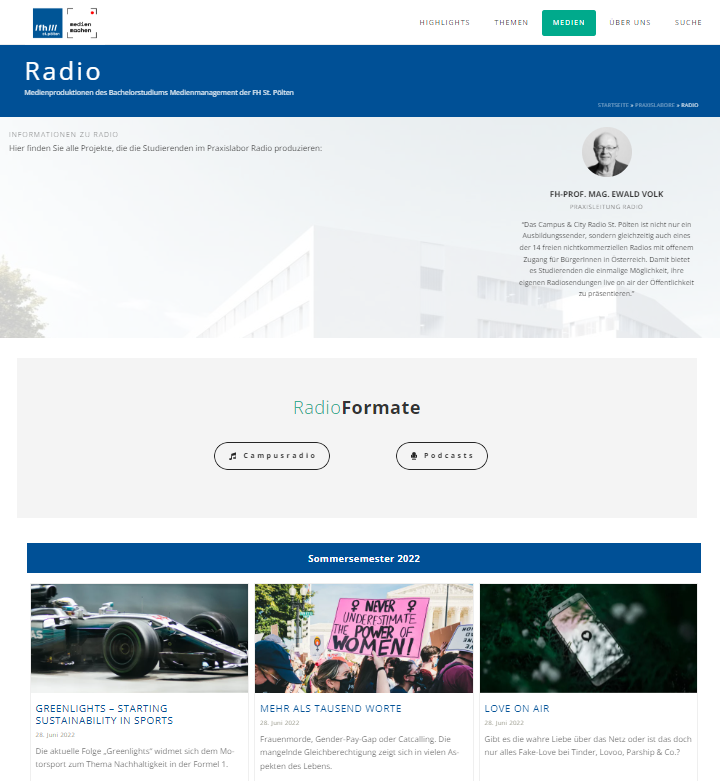 fh///
st.pölten
medien
machen
HIGHLIGHTS THEMEN MEDIEN ÜBER UNS SUCHE
Radio
Medienproduktionen des Bachelorstudiums Medienmanagement der FH St. Pölten
STARTSEITE » PRAXISLABORE » RADIO
INFORMATIONEN ZU RADIO
Hier finden Sie alle Projekte, die die Studierenden im Praxislabor Radio produzieren:
FH-PROF. MAG. EWALD VOLK
PRAXISLEITUNG RADIO
"Das Campus & City Radio St. Pölten ist nicht nur ein
Ausbildungssender, sondern gleichzeitig auch eines
der 14 freien nichtkommerziellen Radios mit offenem
Zugang für BürgerInnen in Österreich. Damit bietet
es Studierenden die einmalige Möglichkeit, ihre
eigenen Radiosendungen live on air der Öffentlichkeit
zu präsentieren."
RadioFormate
Campusradio Podcasts
Sommersemester 2022
NEVER
UNDERESTIMATE
THE POWER OF
WOMEN!
GREENLIGHTS – STARTING
SUSTAINABILITY IN SPORTS
28. Juni 2022
Die aktuelle Folge „Greenlights" widmet sich dem Mo-
torsport zum Thema Nachhaltigkeit in der Formel 1.
MEHR ALS TAUSEND WORTE
28. Juni 2022
Frauenmorde, Gender-Pay-Gap oder Catcalling. Die
mangelnde Gleichberechtigung zeigt sich in vielen As-
pekten des Lebens.
LOVE ON AIR
28. Juni 2022
Gibt es die wahre Liebe über das Netz oder ist das doch
nur alles Fake-Love bei Tinder, Lovoo, Parship & Co.?